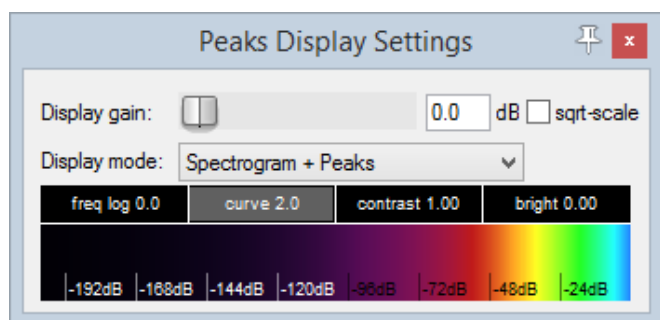 Peaks Display Settings
x
Display gain: 0.0 dB sqrt-scale
Display mode: Spectrogram + Peaks
freq log 0.0 curve 2.0 contrast 1.00 bright 0.00
-192dB -168dB -144dB -120dB -96dB -72dB -48dB -24dB